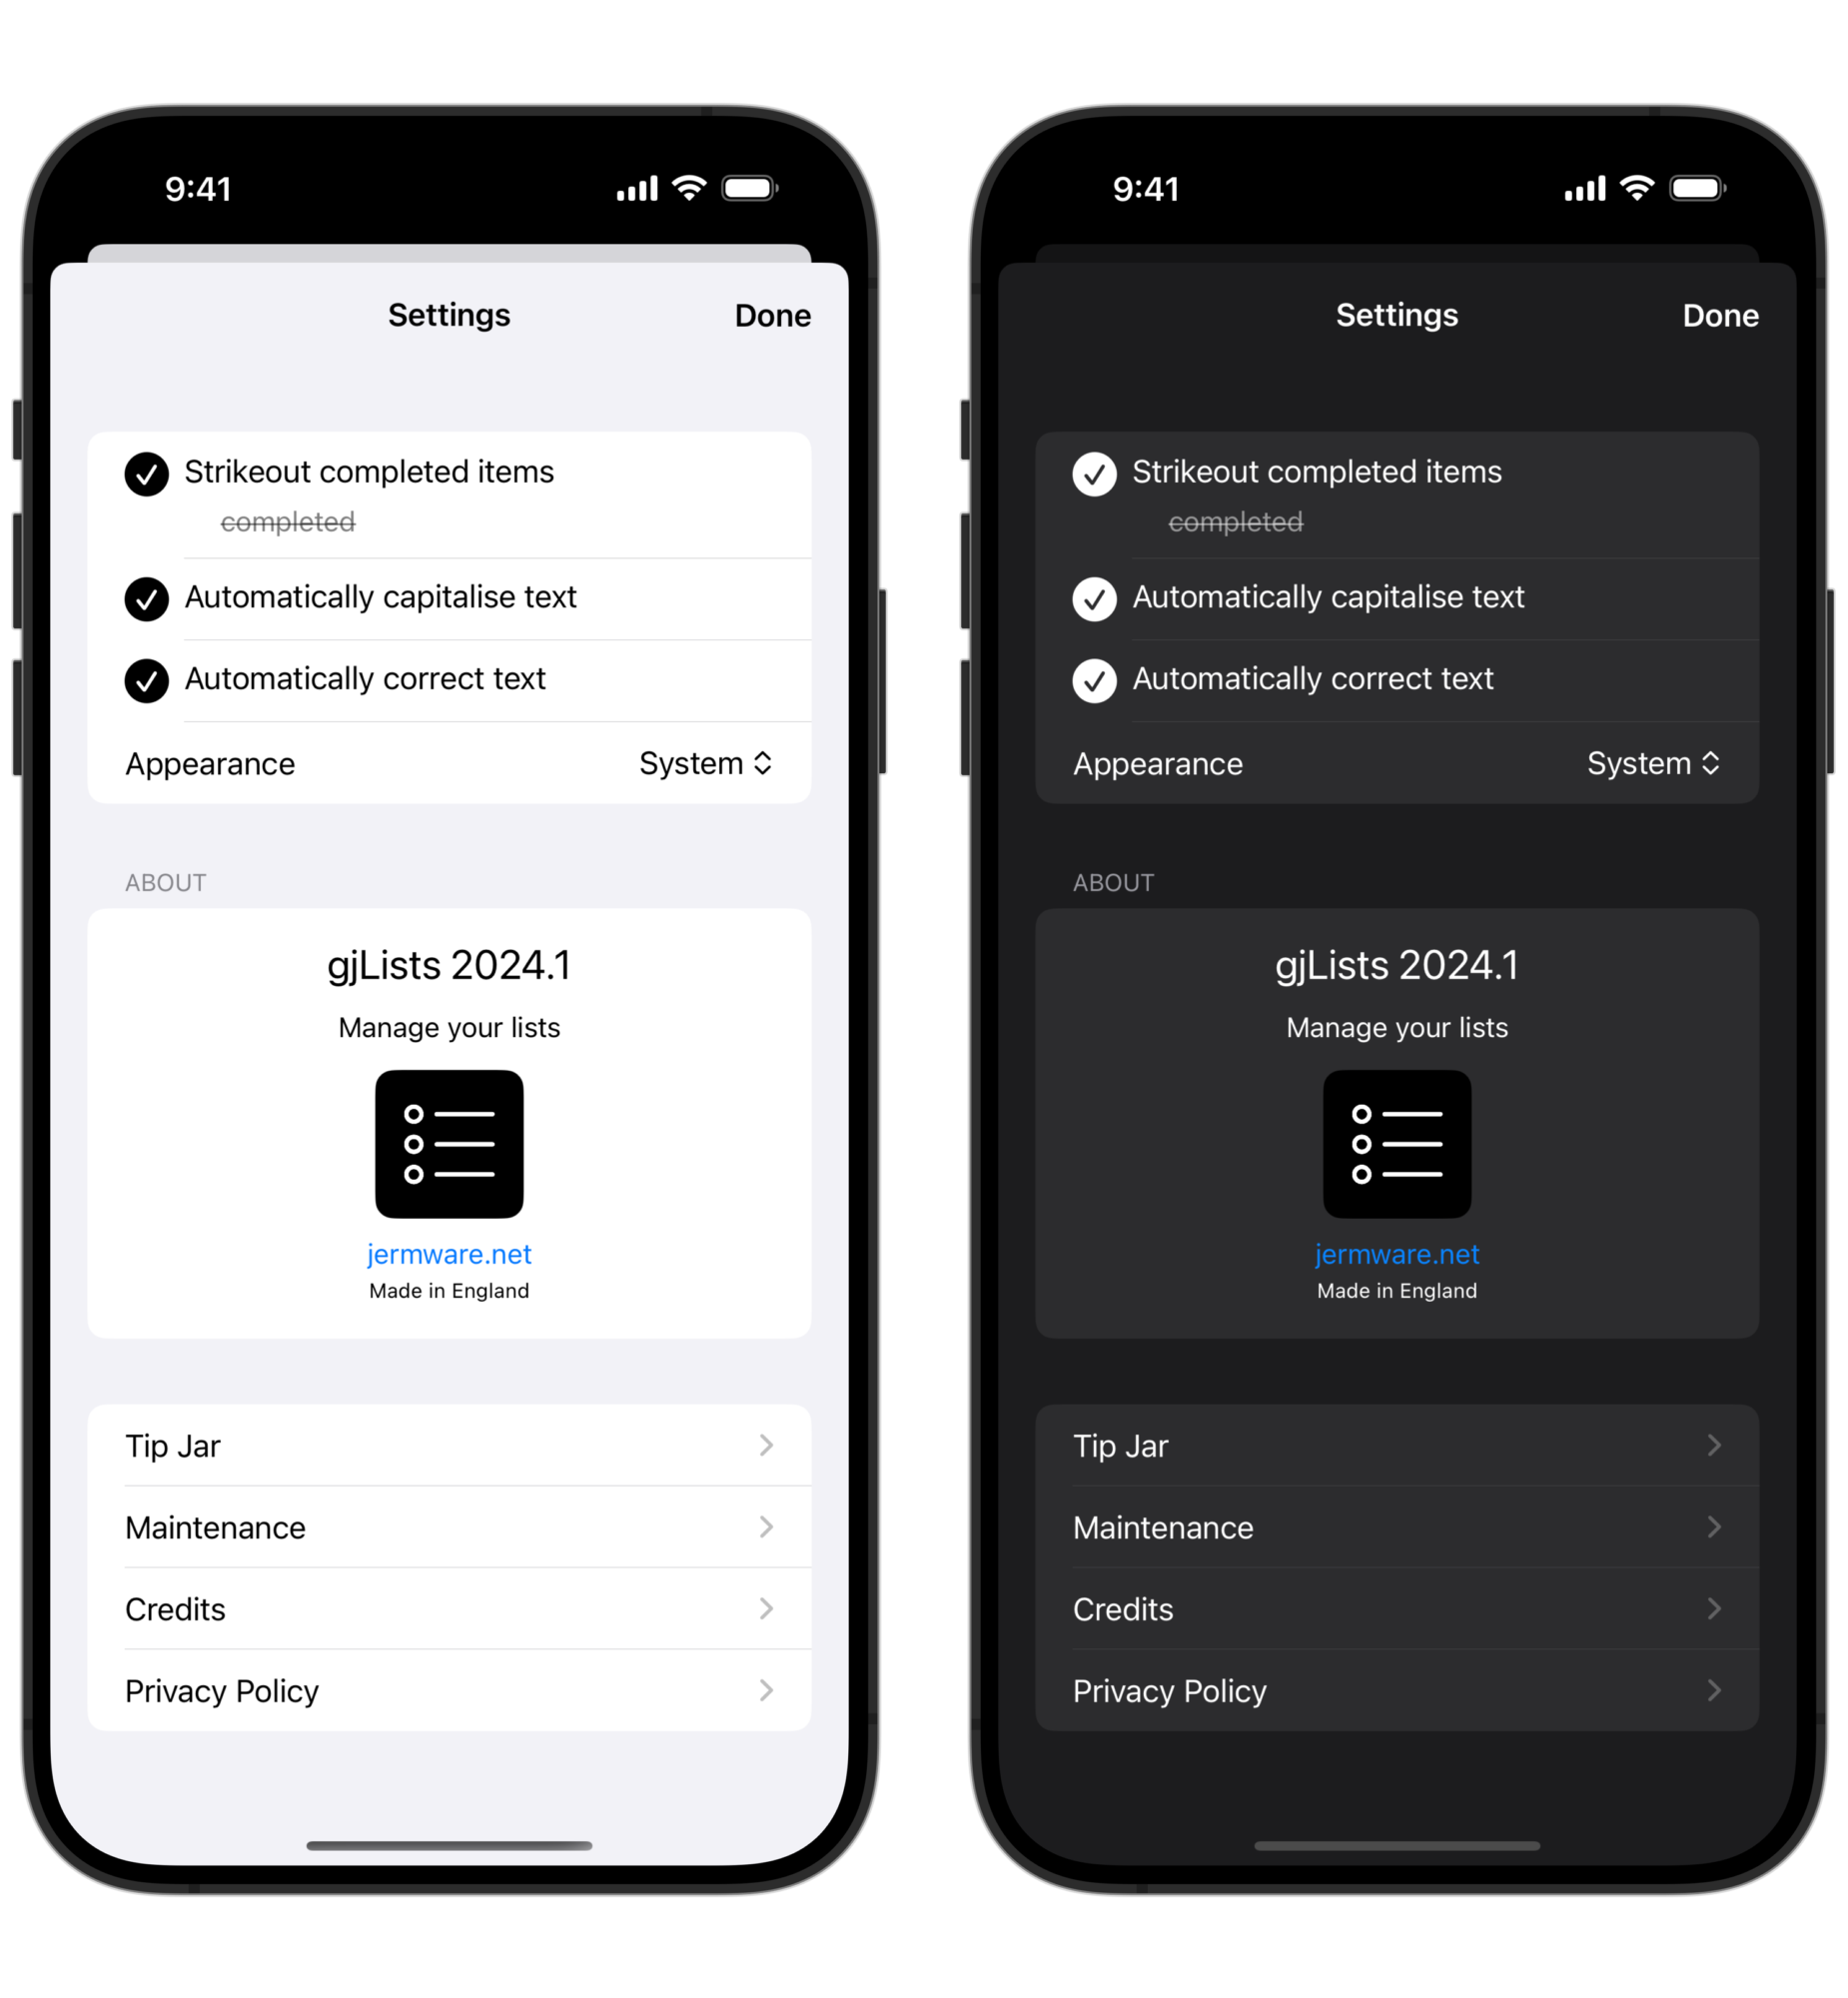 9:41
Settings
Done
Strikeout completed items
completed
Automatically capitalise text
Automatically correct text
Appearance
System
ABOUT
gjLists 2024.1
Manage your lists
jermware.net
Made in England
Tip Jar
Maintenance
Credits
Privacy Policy
9:41
Settings
Done
Strikeout completed items
completed
Automatically capitalise text
Automatically correct text
Appearance
System
ABOUT
gjLists 2024.1
Manage your lists
jermware.net
Made in England
Tip Jar
Maintenance
Credits
Privacy Policy